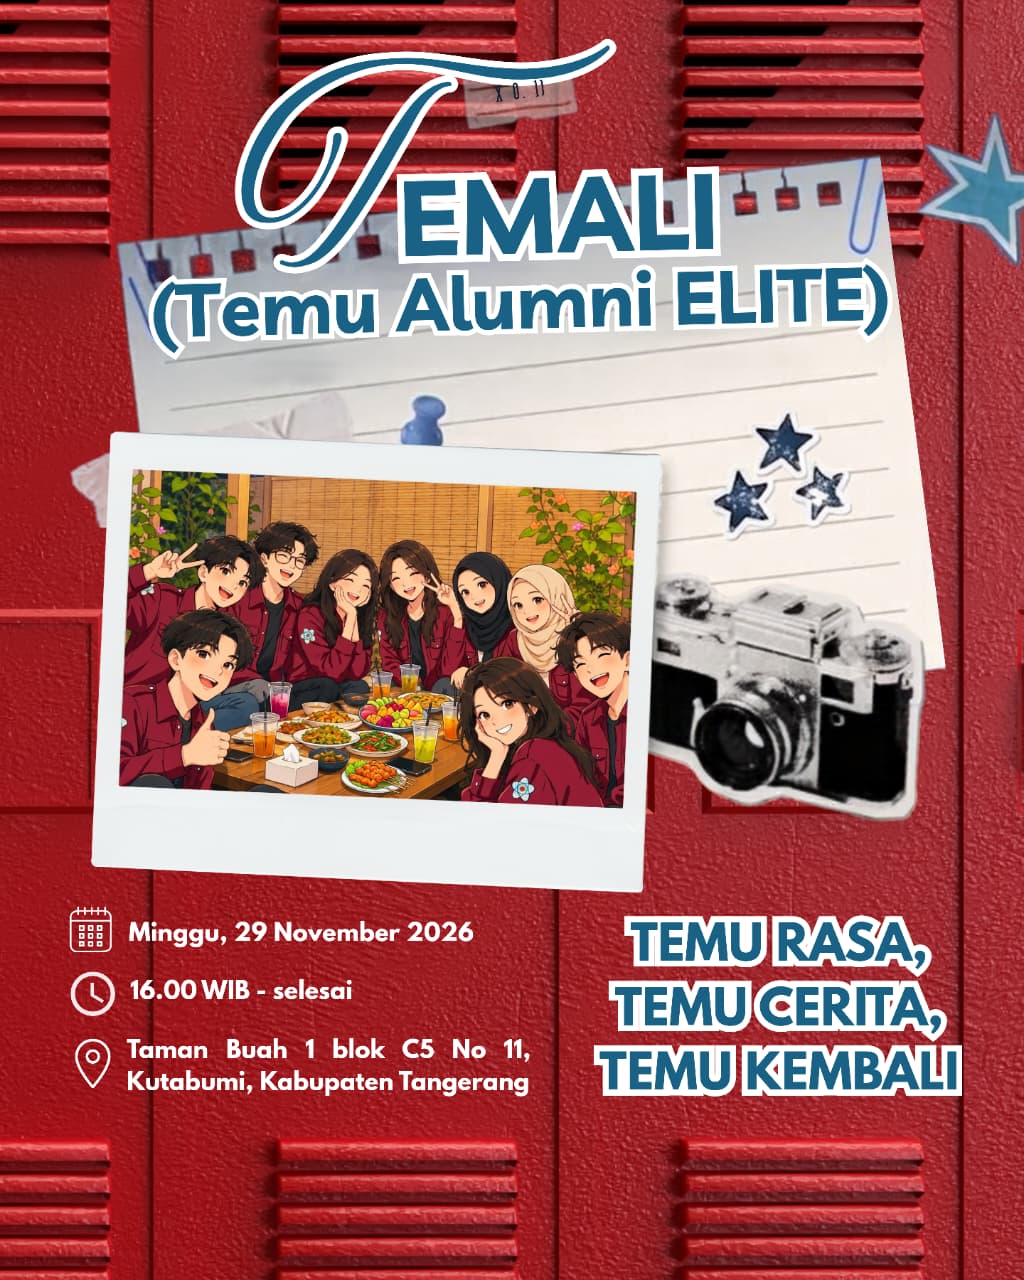 X O. 11
TEMALI
(Temu Alumni ELITE)
Minggu, 29 November 2026
16.00 WIB - selesai
Taman Buah 1 blok C5 No 11,
Kutabumi, Kabupaten Tangerang
TEMU RASA,
TEMU CERITA,
TEMU KEMBALI